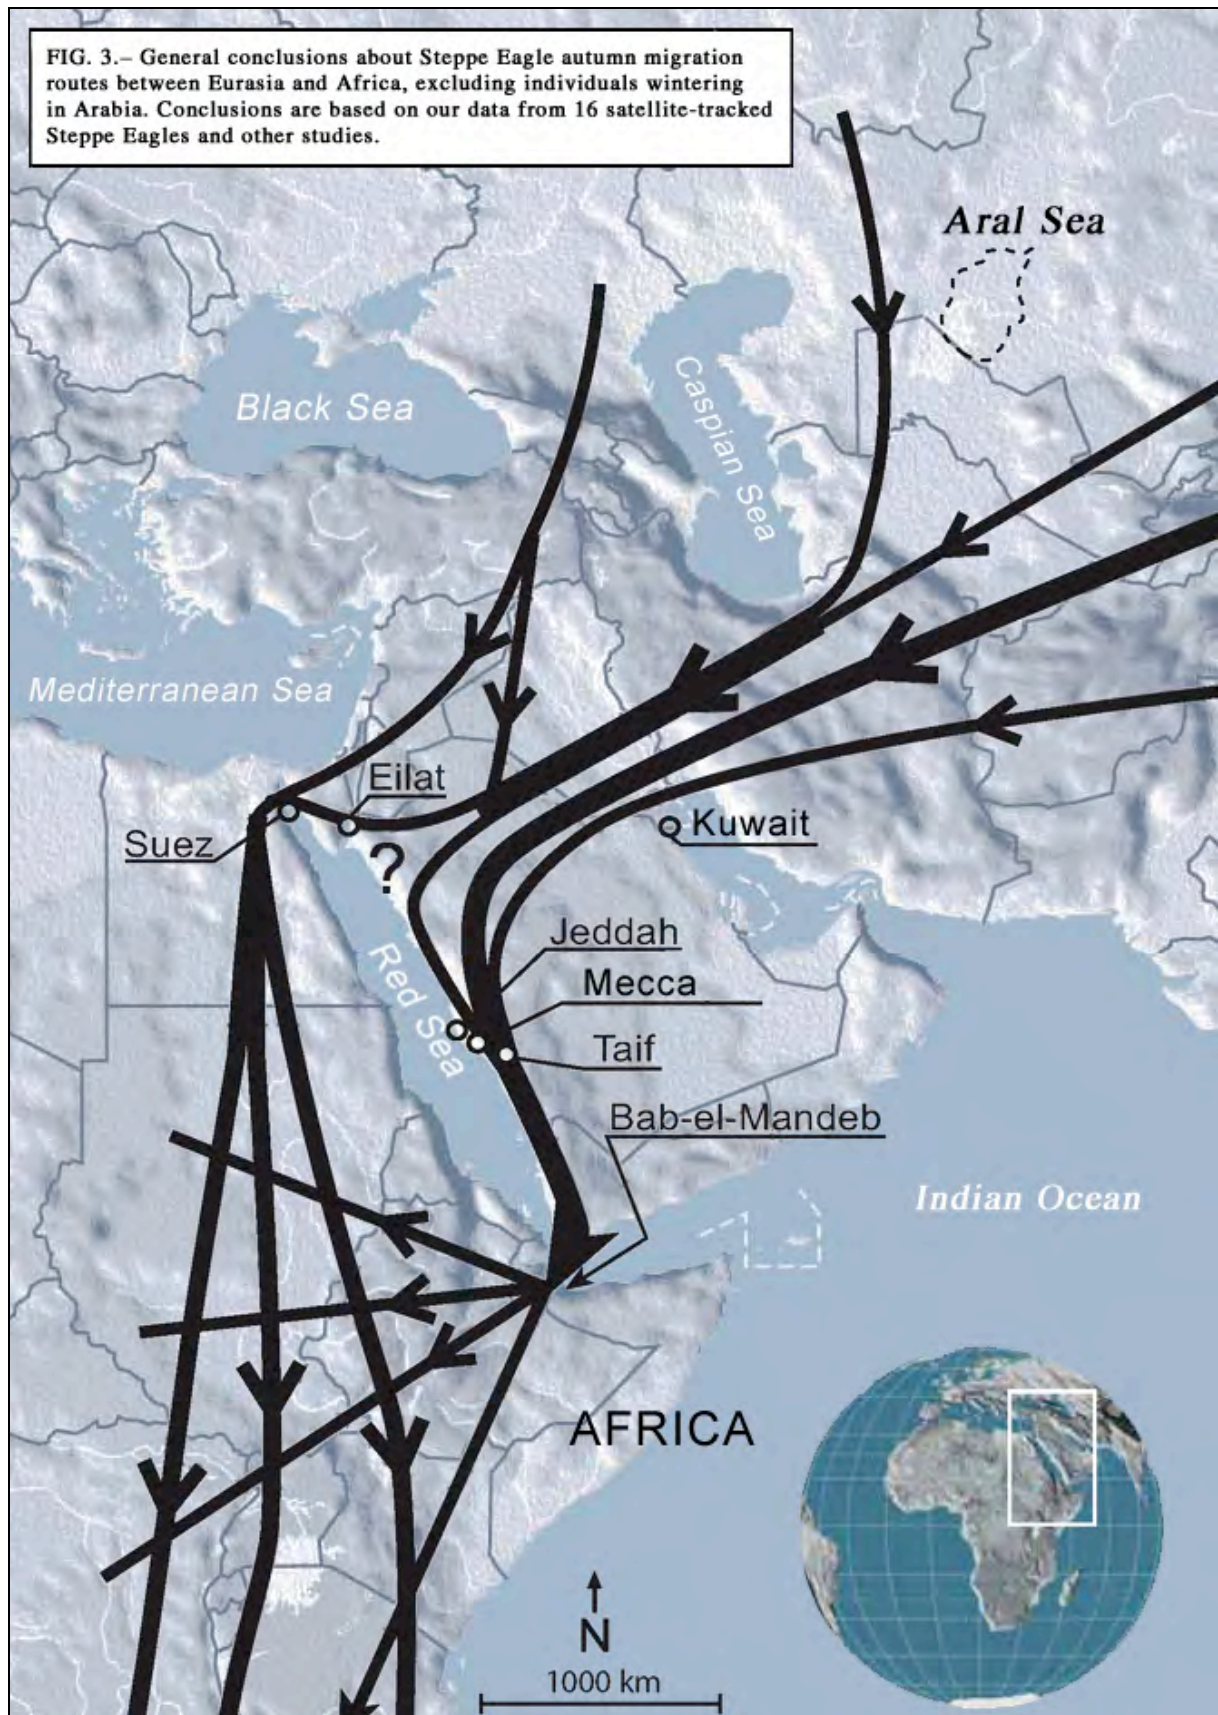 FIG. 3.– General conclusions about Steppe Eagle autumn migration
routes between Eurasia and Africa, excluding individuals wintering
in Arabia. Conclusions are based on our data from 16 satellite-tracked
Steppe Eagles and other studies.
Aral Sea
Black Sea
Caspian Sea
Mediterranean Sea
Eilat
Suez
Kuwait
?
Jeddah
Red Sea
Mecca
Taif
Bab-el-Mandeb
Indian Ocean
AFRICA
N
1000 km